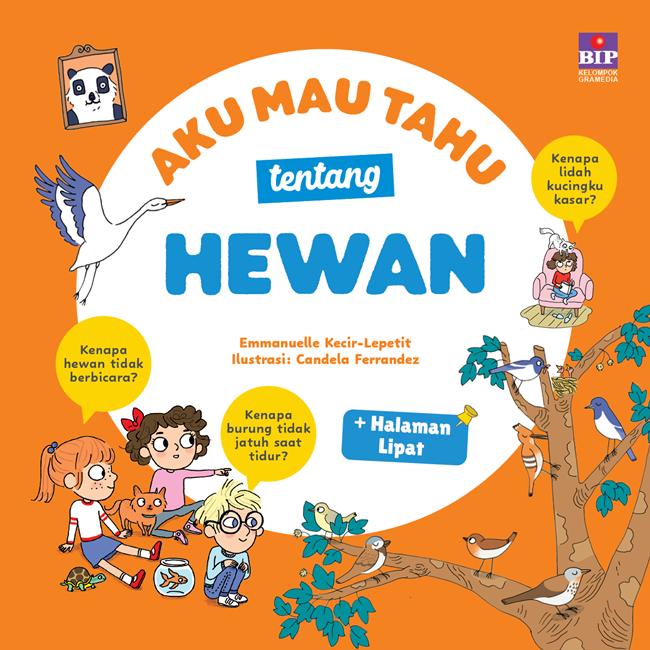 BIP
KELOMPOK
GRAMEDIA
AKU MAU TAHU
tentang
HEWAN
Kenapa
lidah
kucingku
kasar?
Emmanuelle Kecir-Lepetit
Ilustrasi: Candela Ferrandez
Kenapa
hewan tidak
berbicara?
Kenapa
burung tidak
jatuh saat
tidur?
+ Halaman
Lipat